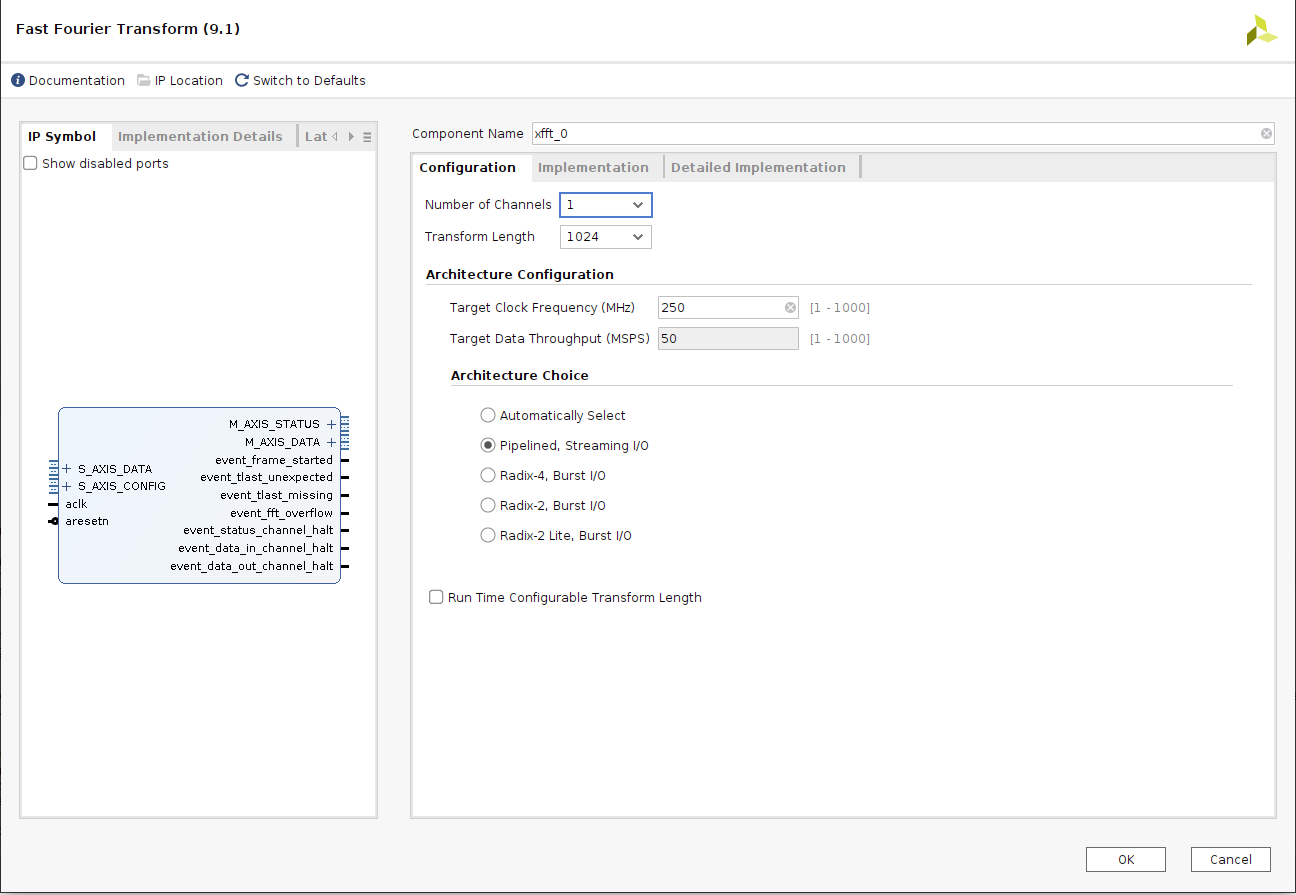 Fast Fourier Transform (9.1)
Documentation IP Location Switch to Defaults
IP Symbol Implementation Details Lat
Show disabled ports
M_AXIS_STATUS
M_AXIS_DATA
event_frame_started
S_AXIS_DATA
event_tlast_unexpected
S_AXIS_CONFIG
event_tlast_missing
aclk
event_fft_overflow
aresetn
event_status_channel_halt
event_data_in_channel_halt
event_data_out_channel_halt
Component Name xfft_0
Configuration Implementation Detailed Implementation
Number of Channels 1
Transform Length 1024
Architecture Configuration
Target Clock Frequency (MHz) 250 [1 - 1000]
Target Data Throughput (MSPS) 50 [1 - 1000]
Architecture Choice
Automatically Select
Pipelined, Streaming I/O
Radix-4, Burst I/O
Radix-2, Burst I/O
Radix-2 Lite, Burst I/O
Run Time Configurable Transform Length
OK Cancel